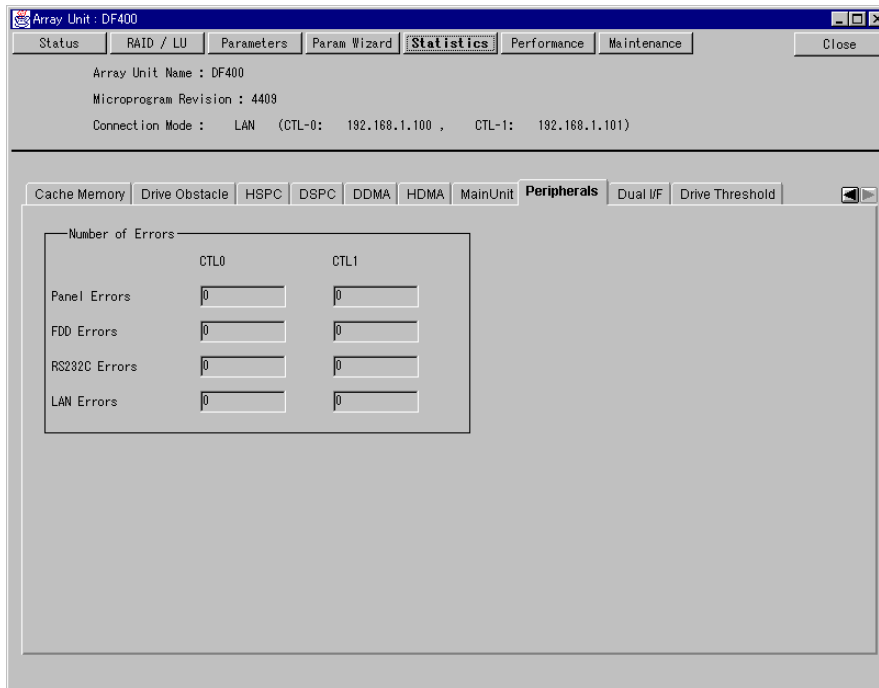 Array Unit : DF400
Status RAID / LU Parameters Param Wizard Statistics Performance Maintenance Close
Array Unit Name : DF400
Microprogram Revision : 4409
Connection Mode : LAN (CTL-0: 192.168.1.100 , CTL-1: 192.168.1.101)
Cache Memory Drive Obstacle HSPC DSPC DDMA HDMA MainUnit Peripherals Dual I/F Drive Threshold
Number of Errors
CTL0 CTL1
Panel Errors 0 0
FDD Errors 0 0
RS232C Errors 0 0
LAN Errors 0 0